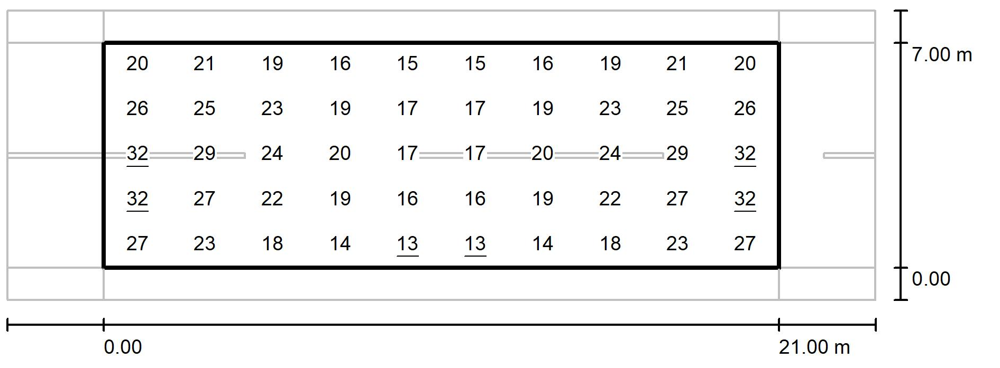 20 21 19 16 15 15 16 19 21 20
7.00 m
26 25 23 19 17 17 19 23 25 26
32 29 24 20 17 17 20 24 29 32
32 27 22 19 16 16 19 22 27 32
27 23 18 14 13 13 14 18 23 27
0.00
0.00 21.00 m